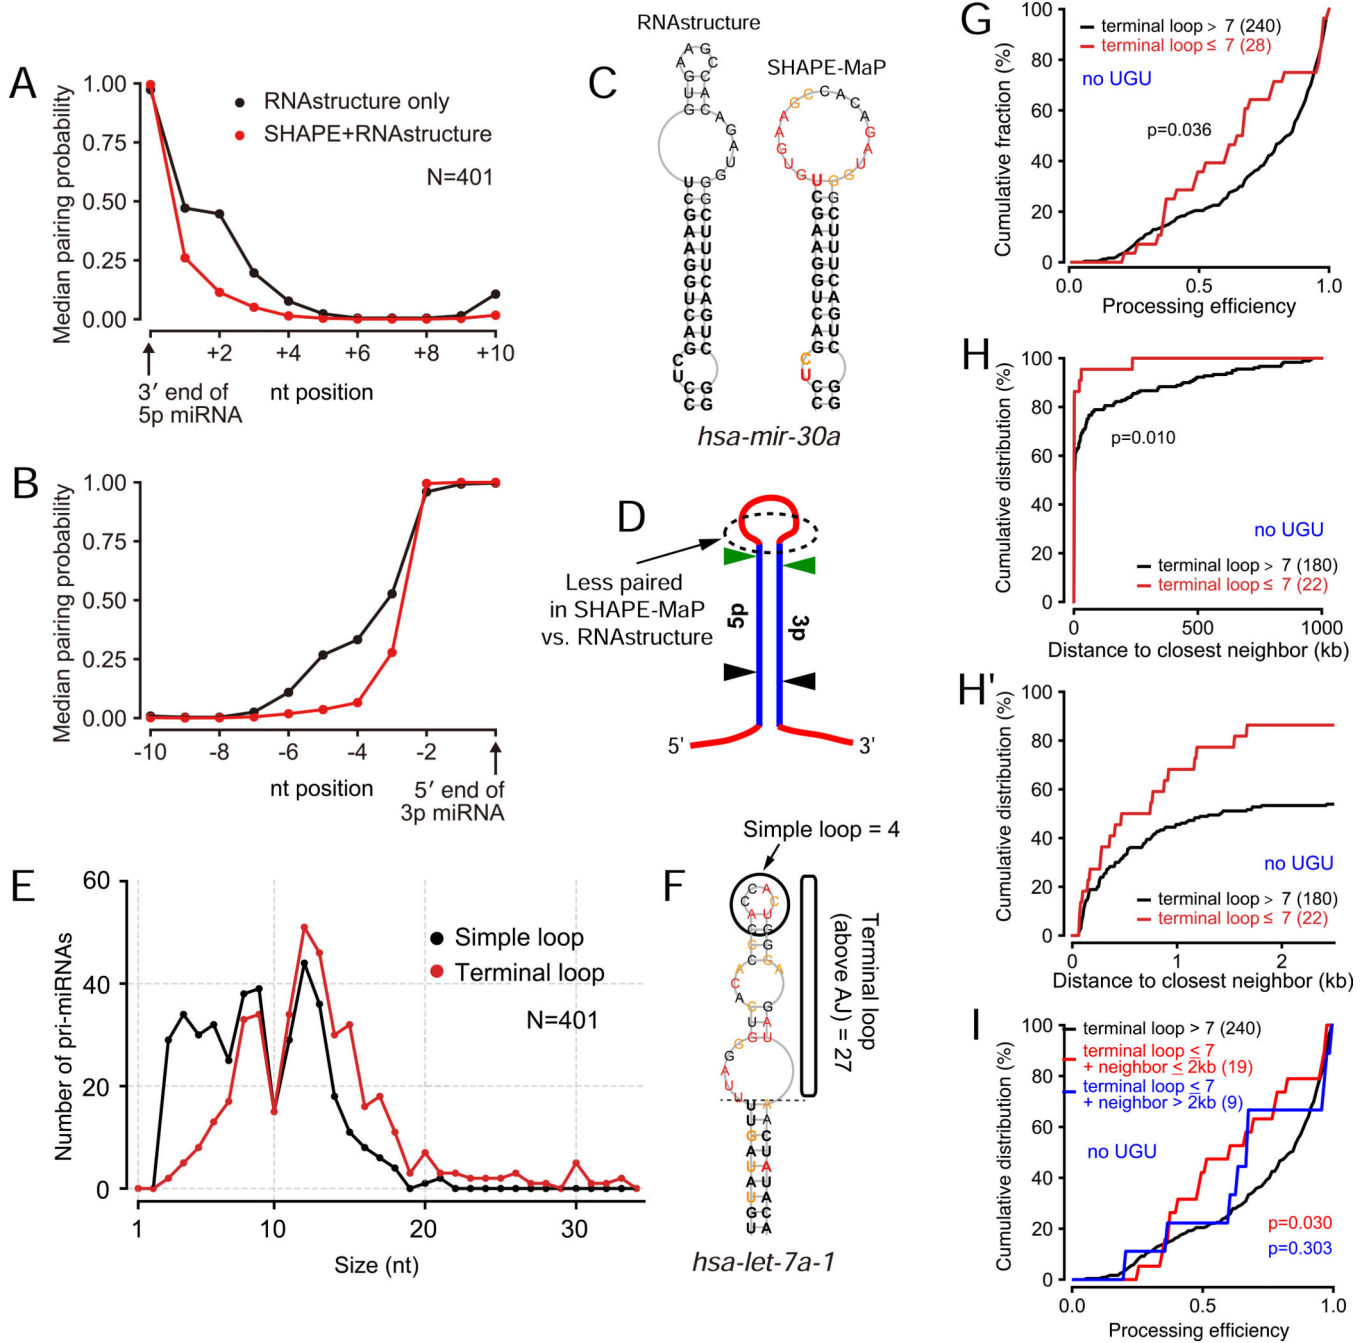 A
Median pairing probability
1.00
0.75
0.50
0.25
0.00
RNAstructure only
SHAPE+RNAstructure
N=401
+2
+4
+6
+8
+10
3′ end of
5p miRNA
nt position
B
Median pairing probability
1.00
0.75
0.50
0.25
0.00
-10
-8
-6
-4
-2
nt position
5′ end of
3p miRNA
C
RNAstructure
SHAPE-MaP
hsa-mir-30a
D
Less paired
in SHAPE-MaP
vs. RNAstructure
5p
3p
5'
3'
E
Number of pri-miRNAs
60
40
20
0
Simple loop
Terminal loop
N=401
1
10
20
30
Size (nt)
F
Simple loop = 4
Terminal loop
(above AJ) = 27
hsa-let-7a-1
G
Cumulative fraction (%)
100
80
60
40
20
0
terminal loop > 7 (240)
terminal loop ≤ 7 (28)
no UGU
p=0.036
0.0
0.5
1.0
Processing efficiency
H
Cumulative distribution (%)
100
80
60
40
20
0
p=0.010
no UGU
terminal loop > 7 (180)
terminal loop ≤ 7 (22)
0
500
1000
Distance to closest neighbor (kb)
H'
Cumulative distribution (%)
100
80
60
40
20
0
no UGU
terminal loop > 7 (180)
terminal loop ≤ 7 (22)
0
1
2
Distance to closest neighbor (kb)
I
Cumulative distribution (%)
100
80
60
40
20
0
terminal loop > 7 (240)
terminal loop ≤ 7
+ neighbor ≤ 2kb (19)
terminal loop ≤ 7
+ neighbor > 2kb (9)
no UGU
p=0.030
p=0.303
0.0
0.5
1.0
Processing efficiency